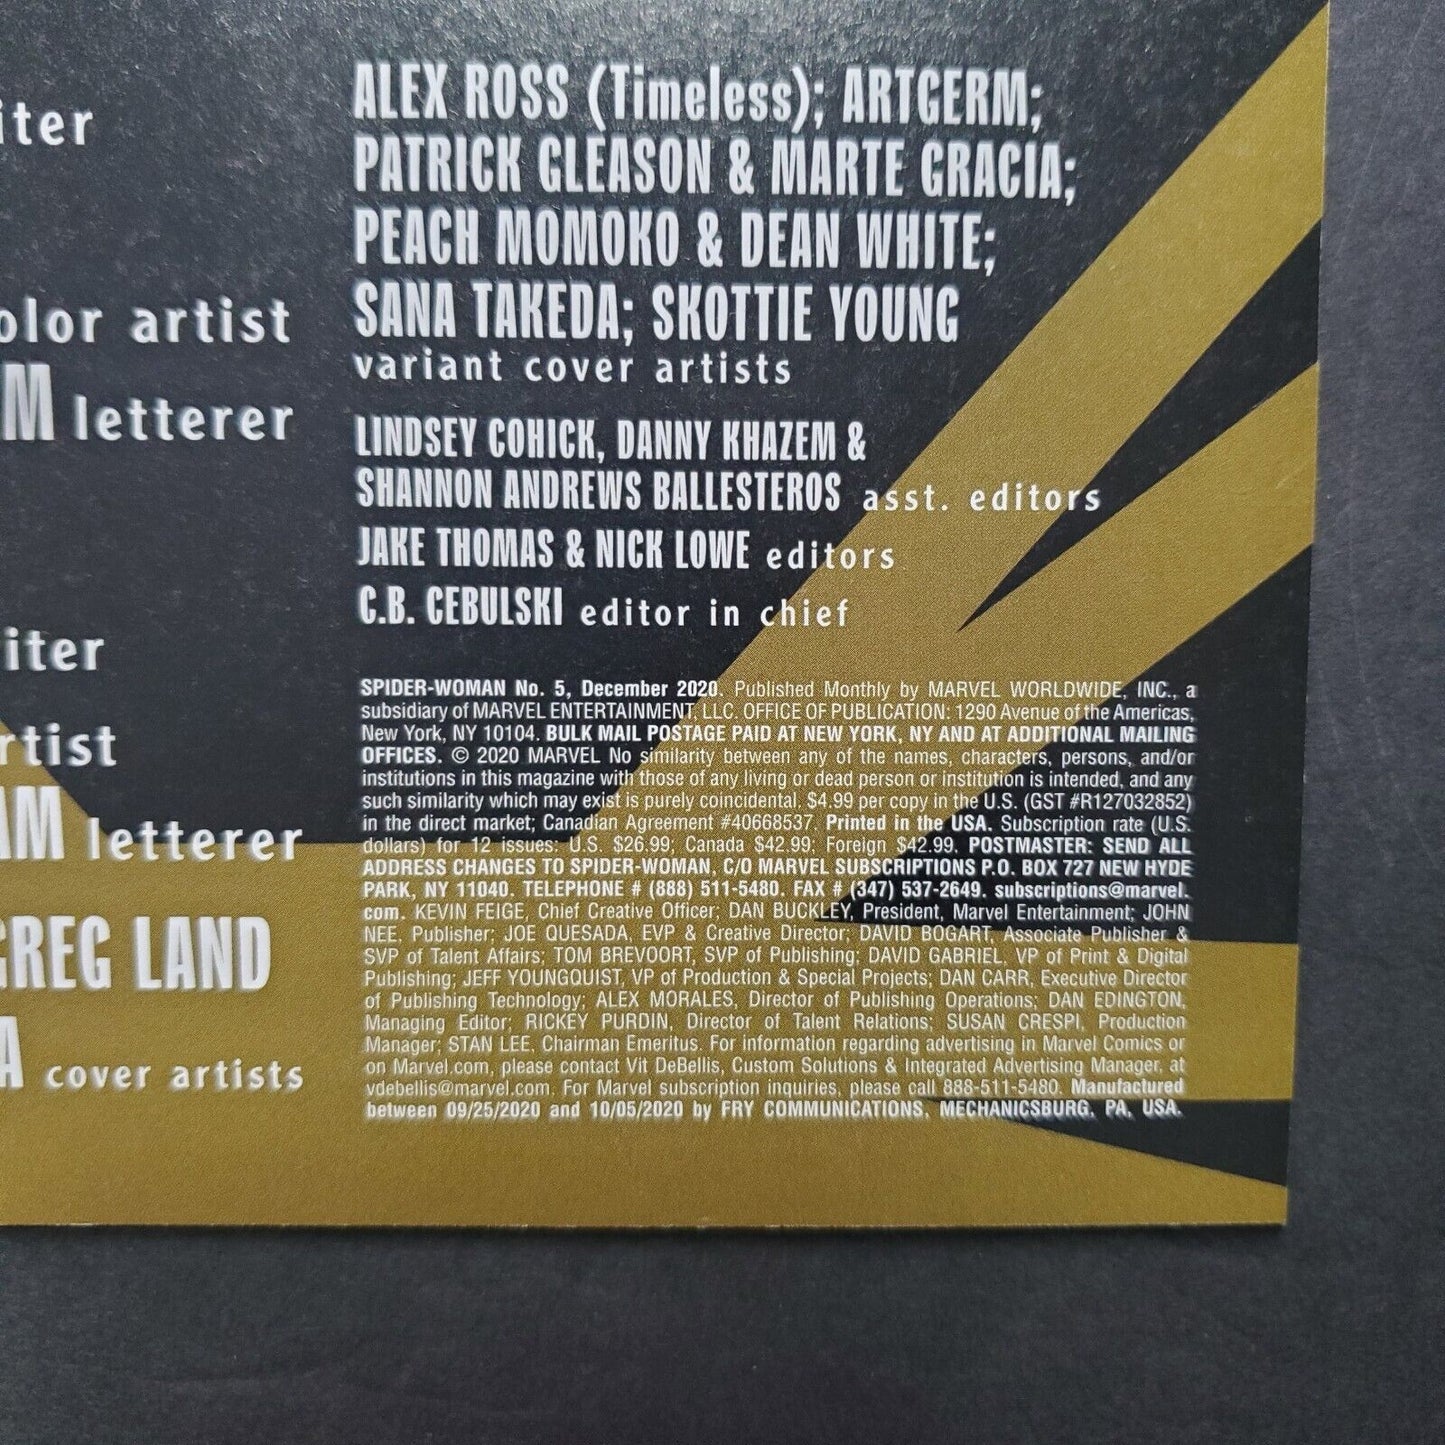 iter
olor artist
M letterer
iter
rtist
AM letterer
GREG LAND
A cover artists
ALEX ROSS (Timeless); ARTGERM;
PATRICK GLEASON & MARTE GRACIA;
PEACH MOMOKO & DEAN WHITE;
SANA TAKEDA; SKOTTIE YOUNG
variant cover artists
LINDSEY COHICK, DANNY KHAZEM &
SHANNON ANDREWS BALLESTEROS asst. editors
JAKE THOMAS & NICK LOWE editors
C.B. CEBULSKI editor in chief
SPIDER-WOMAN No. 5, December 2020. Published Monthly by MARVEL WORLDWIDE, INC., a
subsidiary of MARVEL ENTERTAINMENT, LLC. OFFICE OF PUBLICATION: 1290 Avenue of the Americas,
New York, NY 10104. BULK MAIL POSTAGE PAID AT NEW YORK, NY AND AT ADDITIONAL MAILING
OFFICES. © 2020 MARVEL No similarity between any of the names, characters, persons, and/or
institutions in this magazine with those of any living or dead person or institution is intended, and any
such similarity which may exist is purely coincidental. $4.99 per copy in the U.S. (GST #R127032852)
in the direct market; Canadian Agreement #40668537. Printed in the USA. Subscription rate (U.S.
dollars) for 12 issues: U.S. $26.99; Canada $42.99; Foreign $42.99. POSTMASTER: SEND ALL
ADDRESS CHANGES TO SPIDER-WOMAN, C/O MARVEL SUBSCRIPTIONS P.O. BOX 727 NEW HYDE
PARK, NY 11040. TELEPHONE # (888) 511-5480. FAX # (347) 537-2649. subscriptions@marvel.
com. KEVIN FEIGE, Chief Creative Officer; DAN BUCKLEY, President, Marvel Entertainment; JOHN
NEE, Publisher; JOE QUESADA, EVP & Creative Director; DAVID BOGART, Associate Publisher &
SVP of Talent Affairs; TOM BREVOORT, SVP of Publishing; DAVID GABRIEL, VP of Print & Digital
Publishing; JEFF YOUNGQUIST, VP of Production & Special Projects; DAN CARR, Executive Director
of Publishing Technology; ALEX MORALES, Director of Publishing Operations; DAN EDINGTON,
Managing Editor; RICKEY PURDIN, Director of Talent Relations; SUSAN CRESPI, Production
Manager; STAN LEE, Chairman Emeritus. For information regarding advertising in Marvel Comics or
on Marvel.com, please contact Vit DeBellis, Custom Solutions & Integrated Advertising Manager, at
vdebellis@marvel.com. For Marvel subscription inquiries, please call 888-511-5480. Manufactured
between 09/25/2020 and 10/05/2020 by FRY COMMUNICATIONS, MECHANICSBURG, PA, USA.